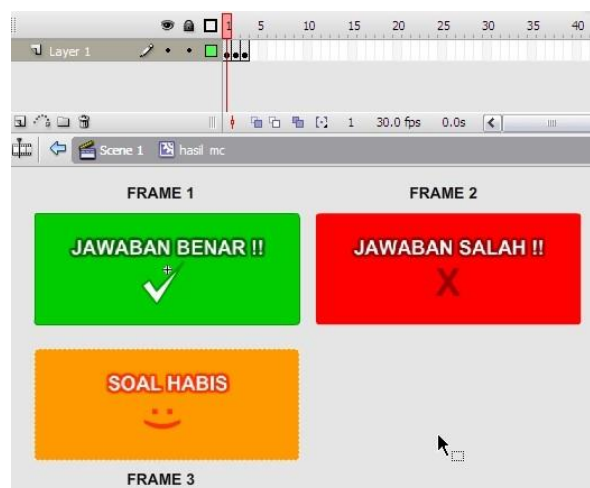 1 5 10 15 20 25 30 35 40
Layer 1
1 30.0 fps 0.0s
Scene 1 hasil mc
FRAME 1 FRAME 2
JAWABAN BENAR !! JAWABAN SALAH !!
X
SOAL HABIS
FRAME 3